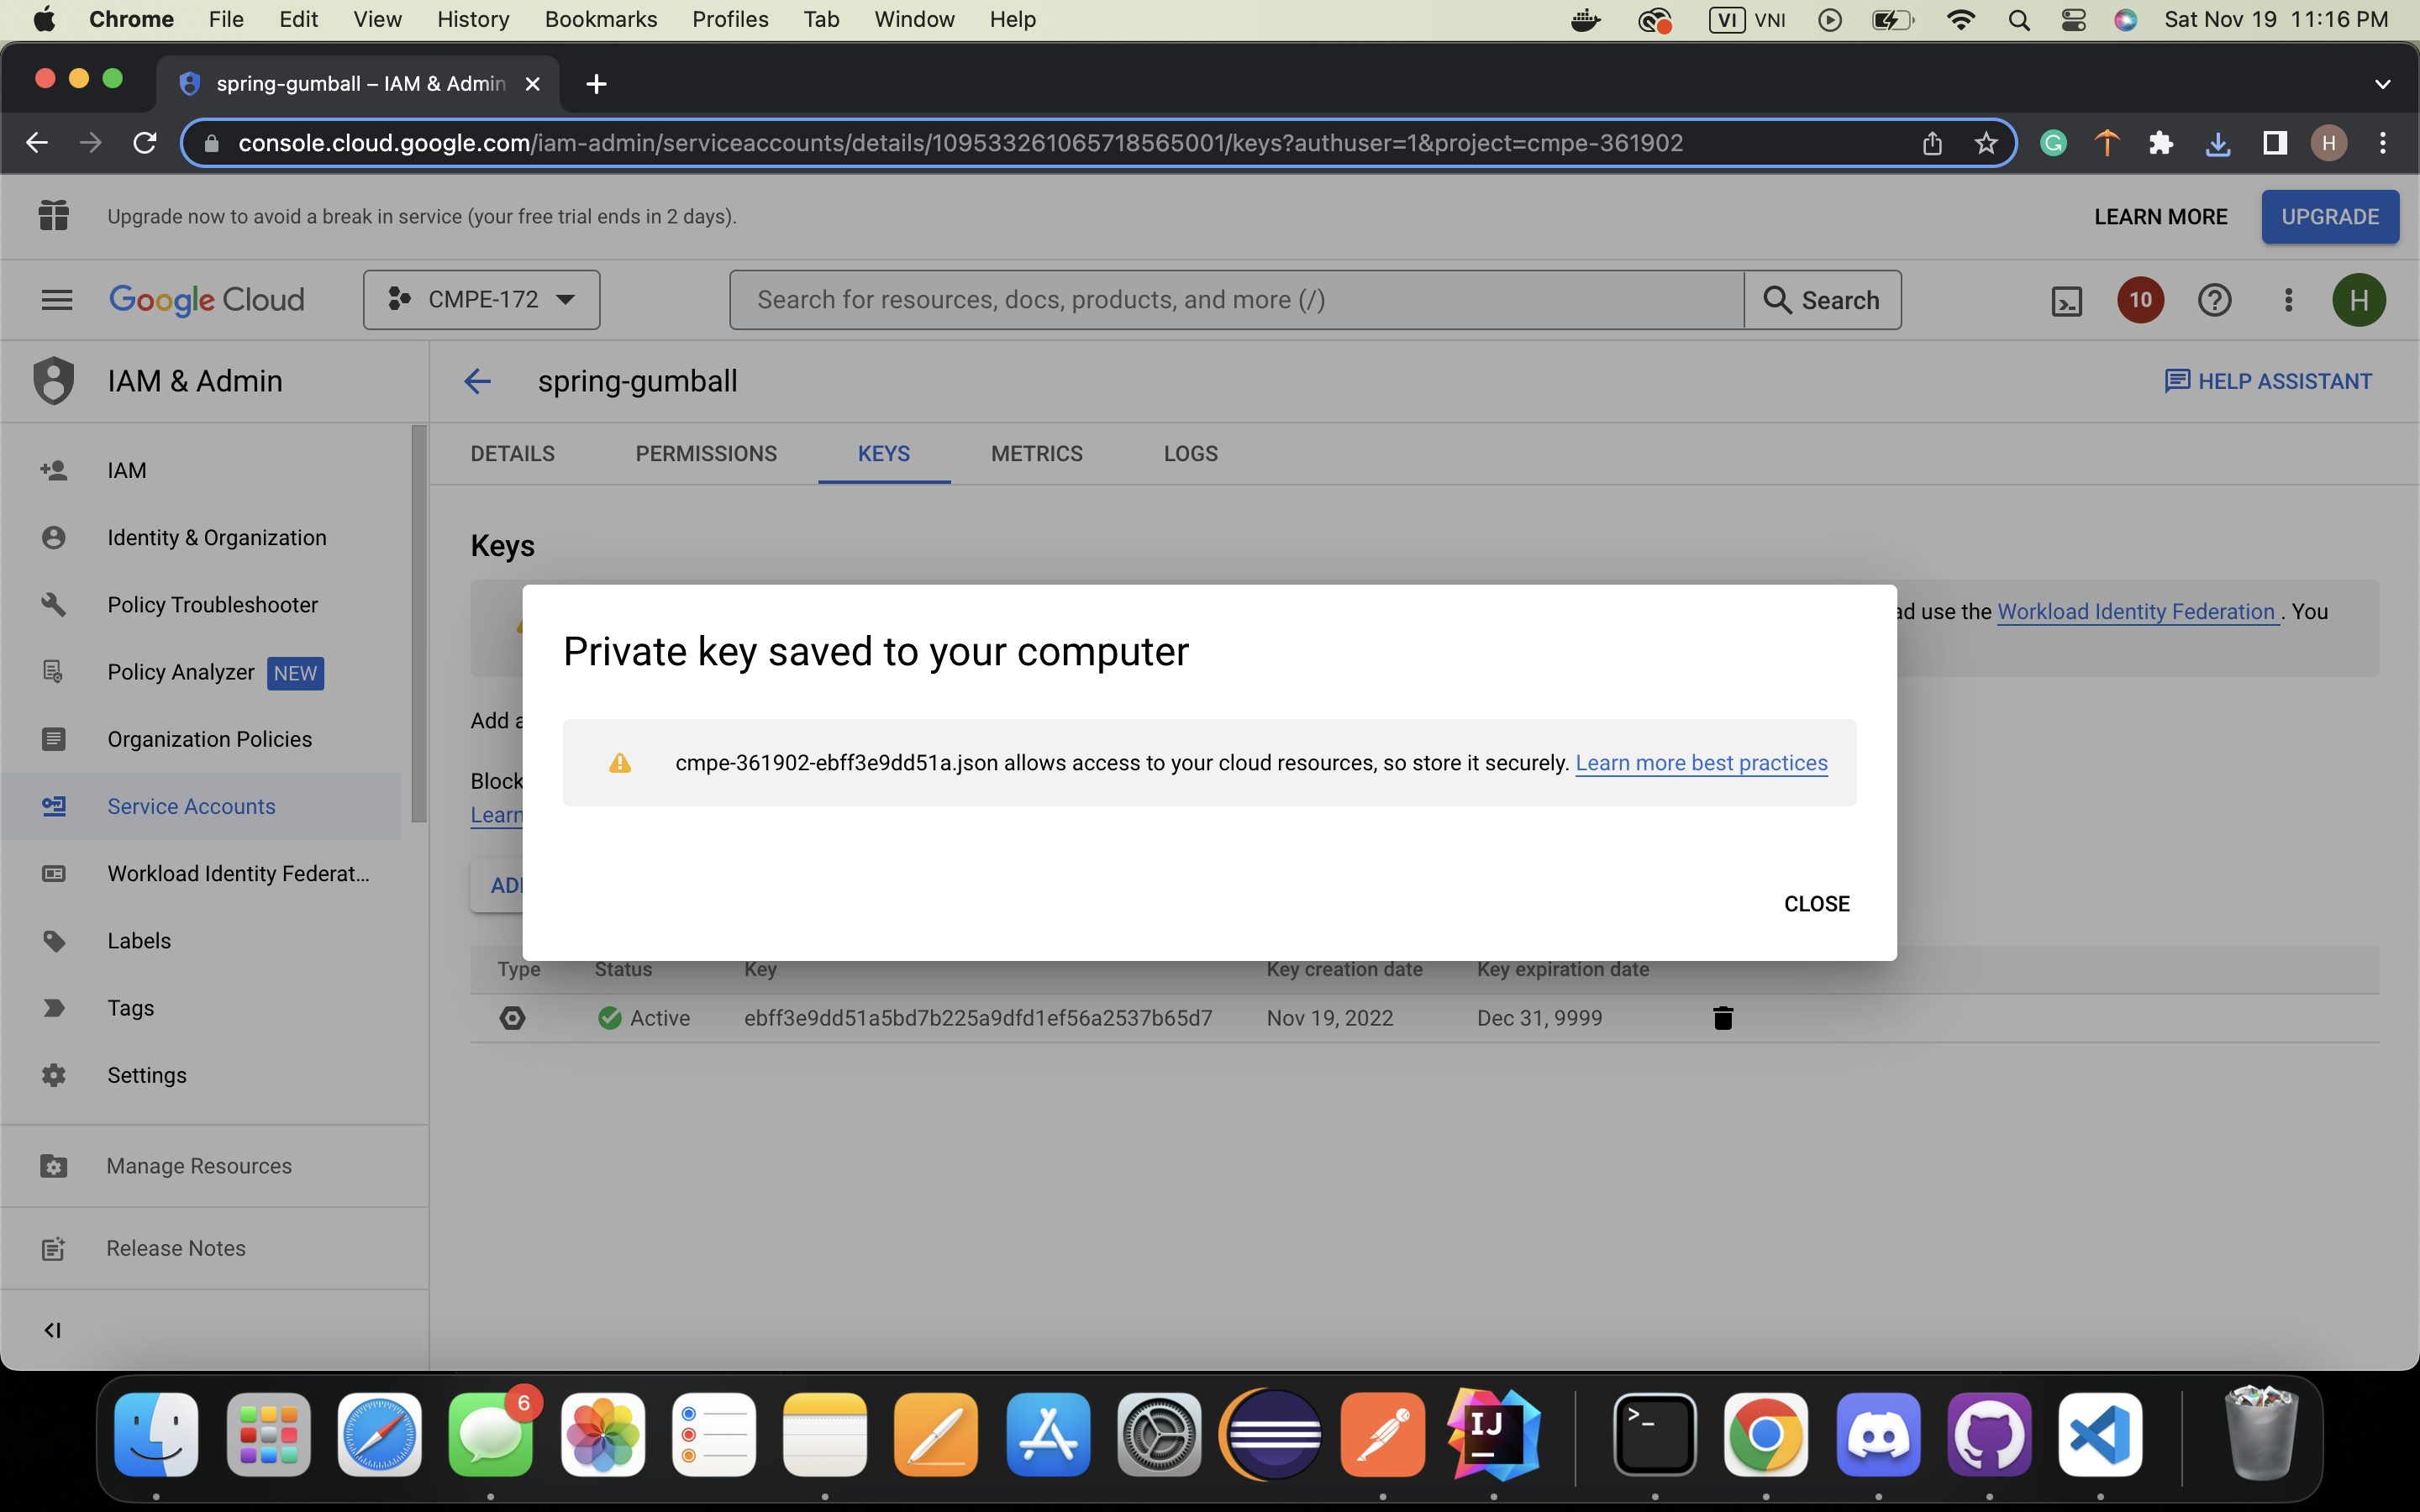 Chrome File Edit View History Bookmarks Profiles Tab Window Help VI VNI Sat Nov 19 11:16 PM
spring-gumball – IAM & Admin
console.cloud.google.com/iam-admin/serviceaccounts/details/109533261065718565001/keys?authuser=1&project=cmpe-361902 G H
Upgrade now to avoid a break in service (your free trial ends in 2 days). LEARN MORE UPGRADE
Google Cloud CMPE-172 Search for resources, docs, products, and more (/) Search 10 H
IAM & Admin spring-gumball HELP ASSISTANT
DETAILS PERMISSIONS KEYS METRICS LOGS
IAM
Identity & Organization
Policy Troubleshooter
Policy Analyzer NEW
Organization Policies
Service Accounts
Workload Identity Federat...
Labels
Tags
Settings
Manage Resources
Release Notes
Keys
ad use the Workload Identity Federation . You
Add a
Block
Learn
ADD
Private key saved to your computer
cmpe-361902-ebff3e9dd51a.json allows access to your cloud resources, so store it securely. Learn more best practices
CLOSE
Type Status Key Key creation date Key expiration date
Active ebff3e9dd51a5bd7b225a9dfd1ef56a2537b65d7 Nov 19, 2022 Dec 31, 9999
6
IJ